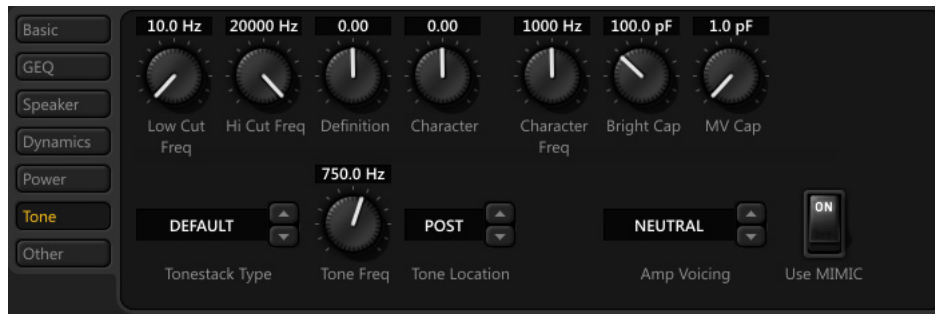 Basic
GEQ
Speaker
Dynamics
Power
Tone
Other
10.0 Hz 20000 Hz 0.00 0.00 1000 Hz 100.0 pF 1.0 pF
Low Cut Freq Hi Cut Freq Definition Character Character Freq Bright Cap MV Cap
750.0 Hz
DEFAULT POST NEUTRAL ON
Tonestack Type Tone Freq Tone Location Amp Voicing Use MIMIC